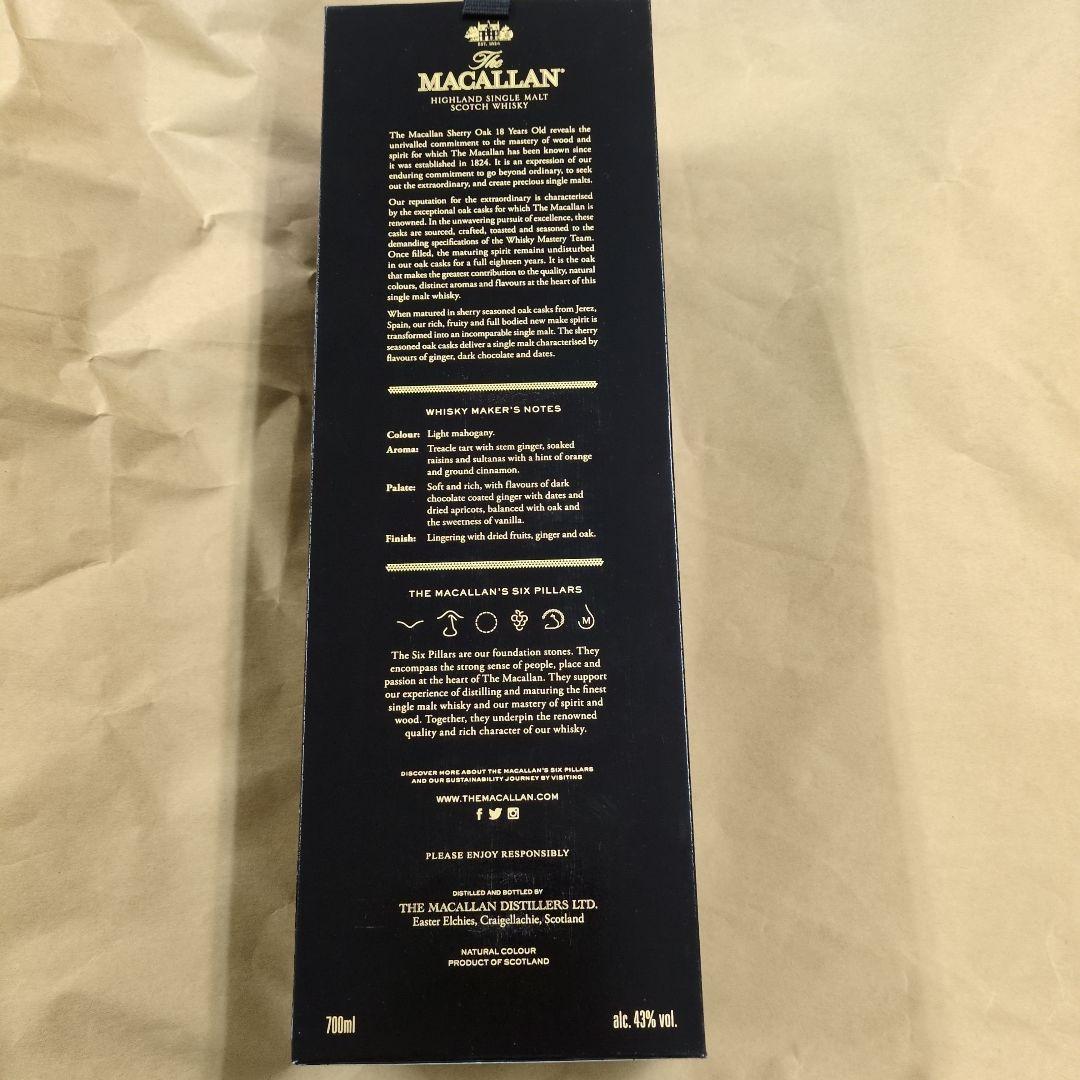 EST. 1824
The
MACALLAN®
HIGHLAND SINGLE MALT
SCOTCH WHISKY
The Macallan Sherry Oak 18 Years Old reveals the
unrivalled commitment to the mastery of wood and
spirit for which The Macallan has been known since
it was established in 1824. It is an expression of our
enduring commitment to go beyond ordinary, to seek
out the extraordinary, and create precious single malts.
Our reputation for the extraordinary is characterised
by the exceptional oak casks for which The Macallan is
renowned. In the unwavering pursuit of excellence, these
casks are sourced, crafted, toasted and seasoned to the
demanding specifications of the Whisky Mastery Team.
Once filled, the maturing spirit remains undisturbed
in our oak casks for a full eighteen years. It is the oak
that makes the greatest contribution to the quality, natural
colours, distinct aromas and flavours at the heart of this
single malt whisky.
When matured in sherry seasoned oak casks from Jerez,
Spain, our rich, fruity and full bodied new make spirit is
transformed into an incomparable single malt. The sherry
seasoned oak casks deliver a single malt characterised by
flavours of ginger, dark chocolate and dates.
WHISKY MAKER'S NOTES
Colour: Light mahogany.
Aroma: Treacle tart with stem ginger, soaked
raisins and sultanas with a hint of orange
and ground cinnamon.
Palate: Soft and rich, with flavours of dark
chocolate coated ginger with dates and
dried apricots, balanced with oak and
the sweetness of vanilla.
Finish: Lingering with dried fruits, ginger and oak.
THE MACALLAN'S SIX PILLARS
M
The Six Pillars are our foundation stones. They
encompass the strong sense of people, place and
passion at the heart of The Macallan. They support
our experience of distilling and maturing the finest
single malt whisky and our mastery of spirit and
wood. Together, they underpin the renowned
quality and rich character of our whisky.
DISCOVER MORE ABOUT THE MACALLAN'S SIX PILLARS
AND OUR SUSTAINABILITY JOURNEY BY VISITING
WWW.THEMACALLAN.COM
PLEASE ENJOY RESPONSIBLY
DISTILLED AND BOTTLED BY
THE MACALLAN DISTILLERS LTD.
Easter Elchies, Craigellachie, Scotland
NATURAL COLOUR
PRODUCT OF SCOTLAND
700ml alc. 43% vol.